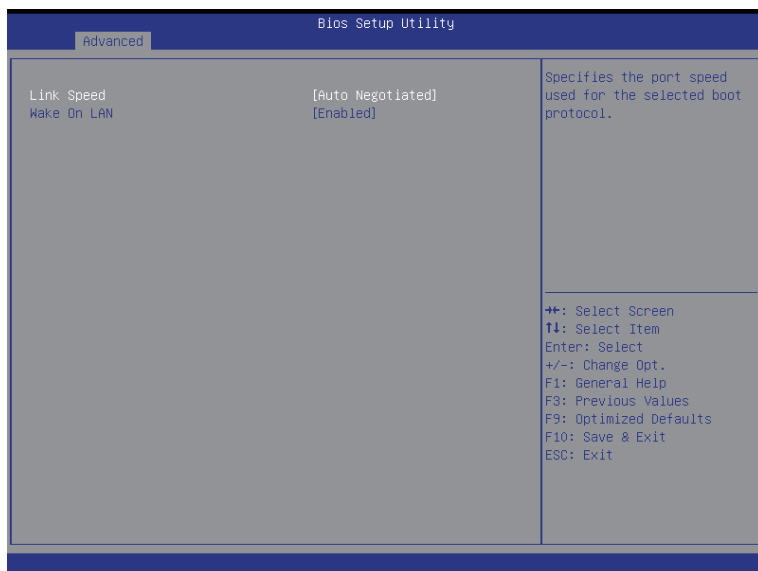 Bios Setup Utility
Advanced
Link Speed [Auto Negotiated]
Wake On LAN [Enabled]
Specifies the port speed
used for the selected boot
protocol.
→←: Select Screen
↑↓: Select Item
Enter: Select
+/-: Change Opt.
F1: General Help
F3: Previous Values
F9: Optimized Defaults
F10: Save & Exit
ESC: Exit